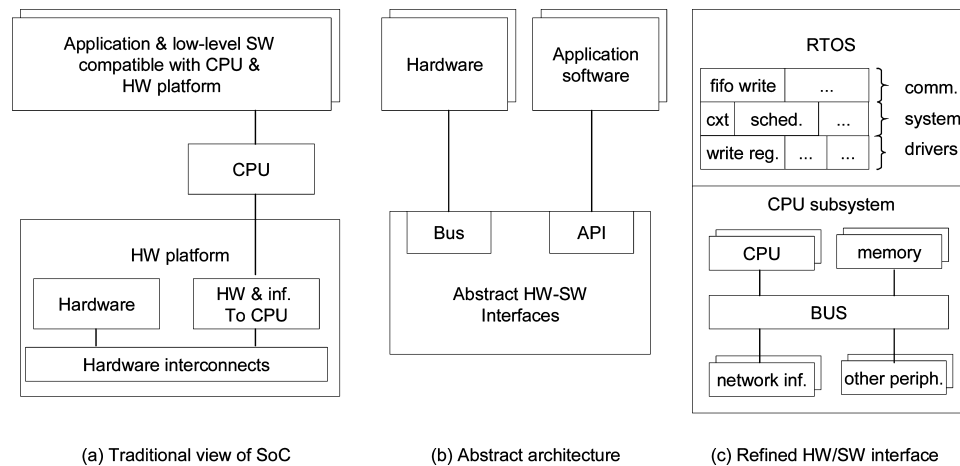 Application & low-level SW
compatible with CPU &
HW platform
CPU
HW platform
Hardware
HW & inf.
To CPU
Hardware interconnects
(a) Traditional view of SoC
Hardware
Application
software
Bus
API
Abstract HW-SW
Interfaces
(b) Abstract architecture
RTOS
fifo write
...
comm.
cxt
sched.
...
system
write reg.
...
...
drivers
CPU subsystem
CPU
memory
BUS
network inf.
other periph.
(c) Refined HW/SW interface